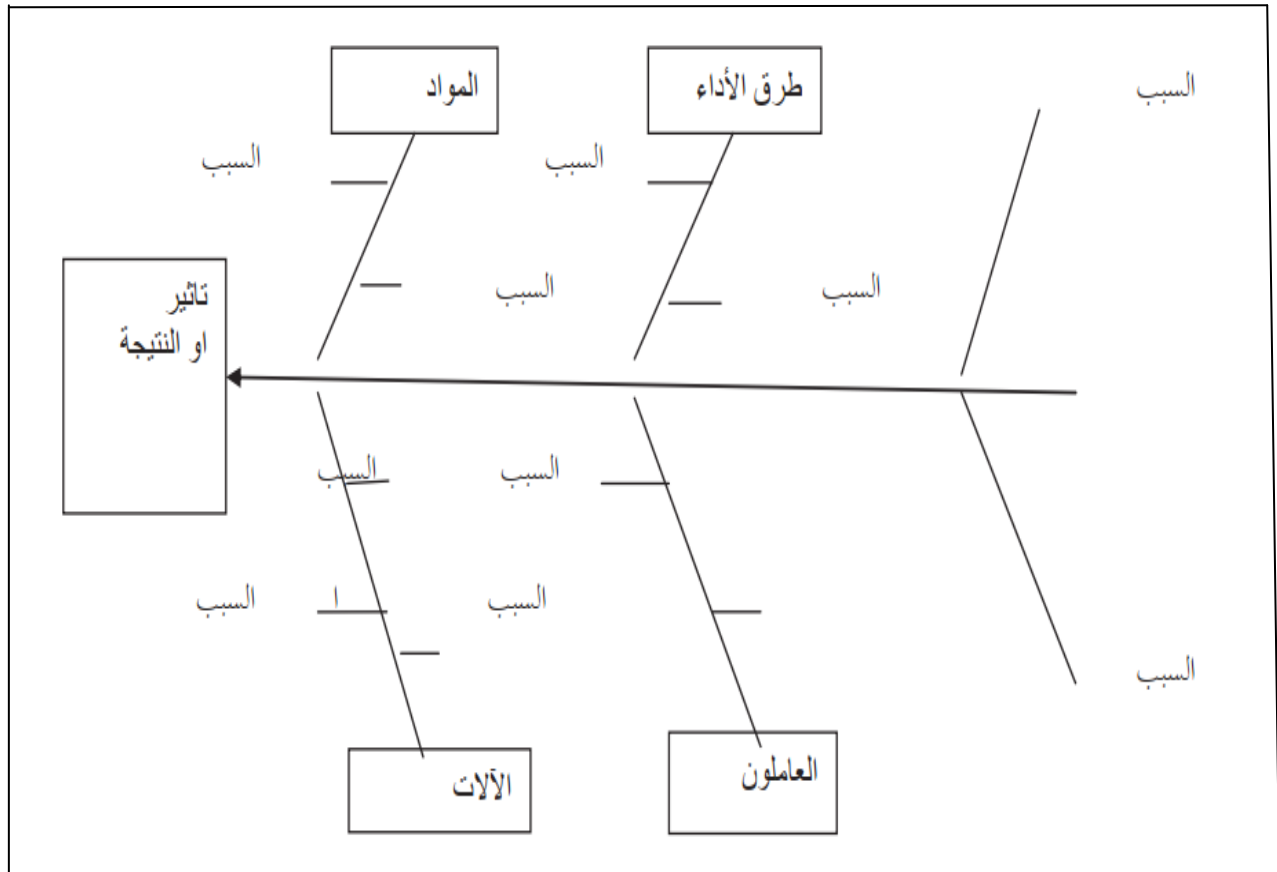 المواد
طرق الأداء
السبب
السبب
السبب
السبب
السبب
تاثير
او النتيجة
السبب
السبب
السبب
ا
السبب
السبب
الآلات
العاملون